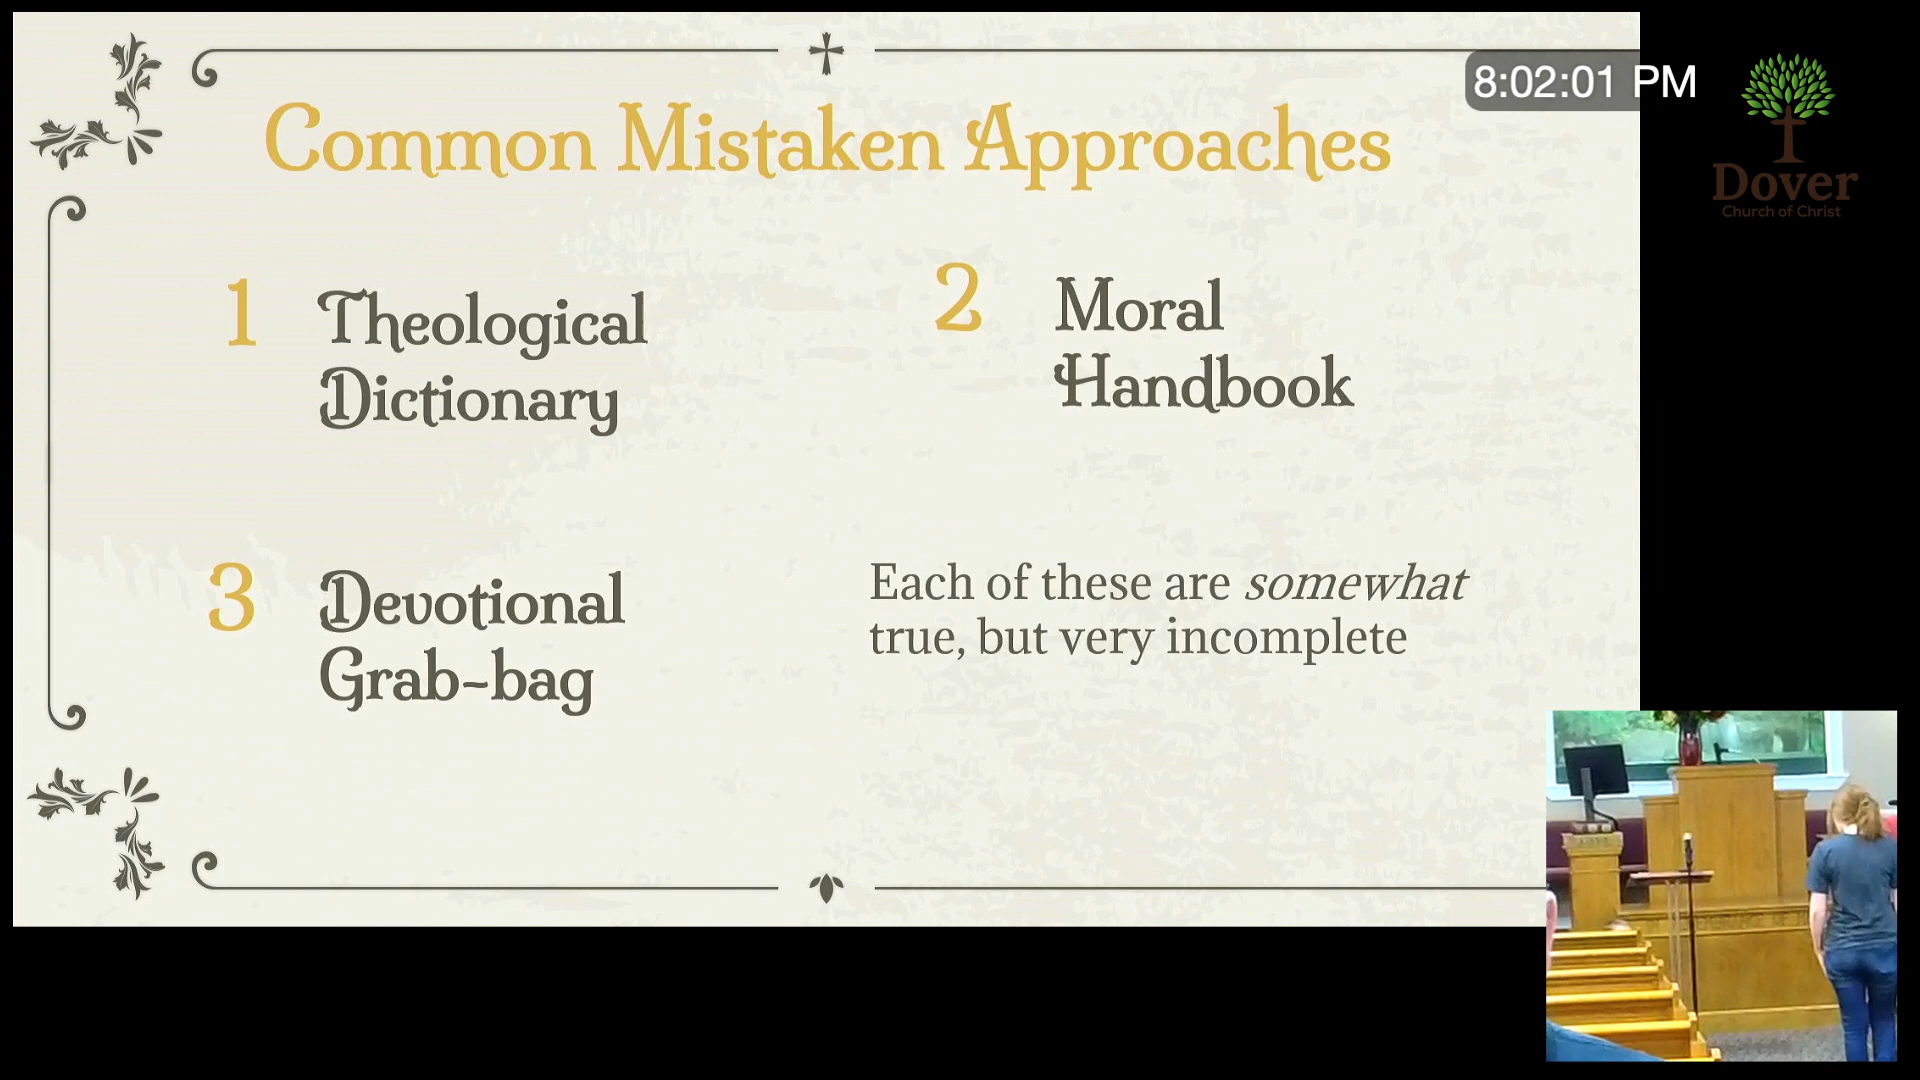 Common Mistaken Approaches
8:02:01 PM
Dover
Church of Christ
1 Theological
Dictionary
2 Moral
Handbook
3 Devotional
Grab-bag
Each of these are somewhat
true, but very incomplete